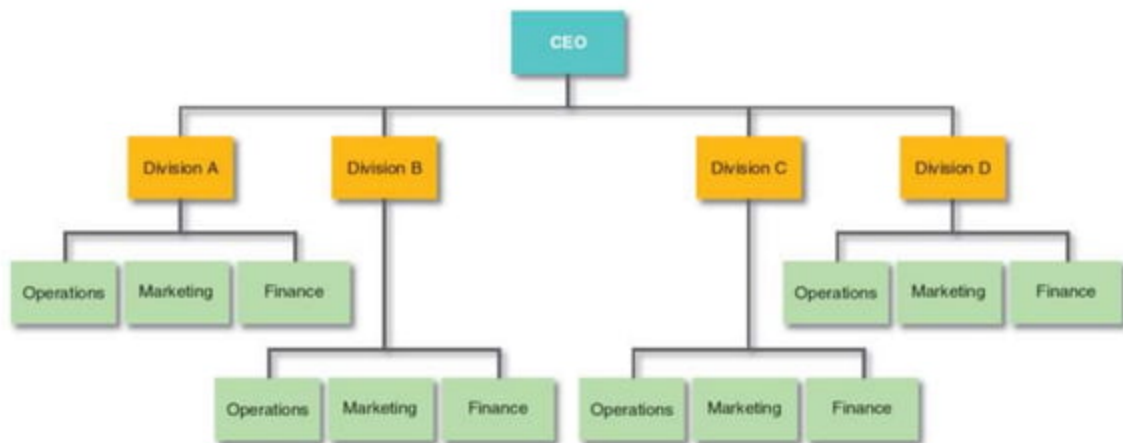 CEO
Division A
Division B
Division C
Division D
Operations
Marketing
Finance
Operations
Marketing
Finance
Operations
Marketing
Finance
Operations
Marketing
Finance